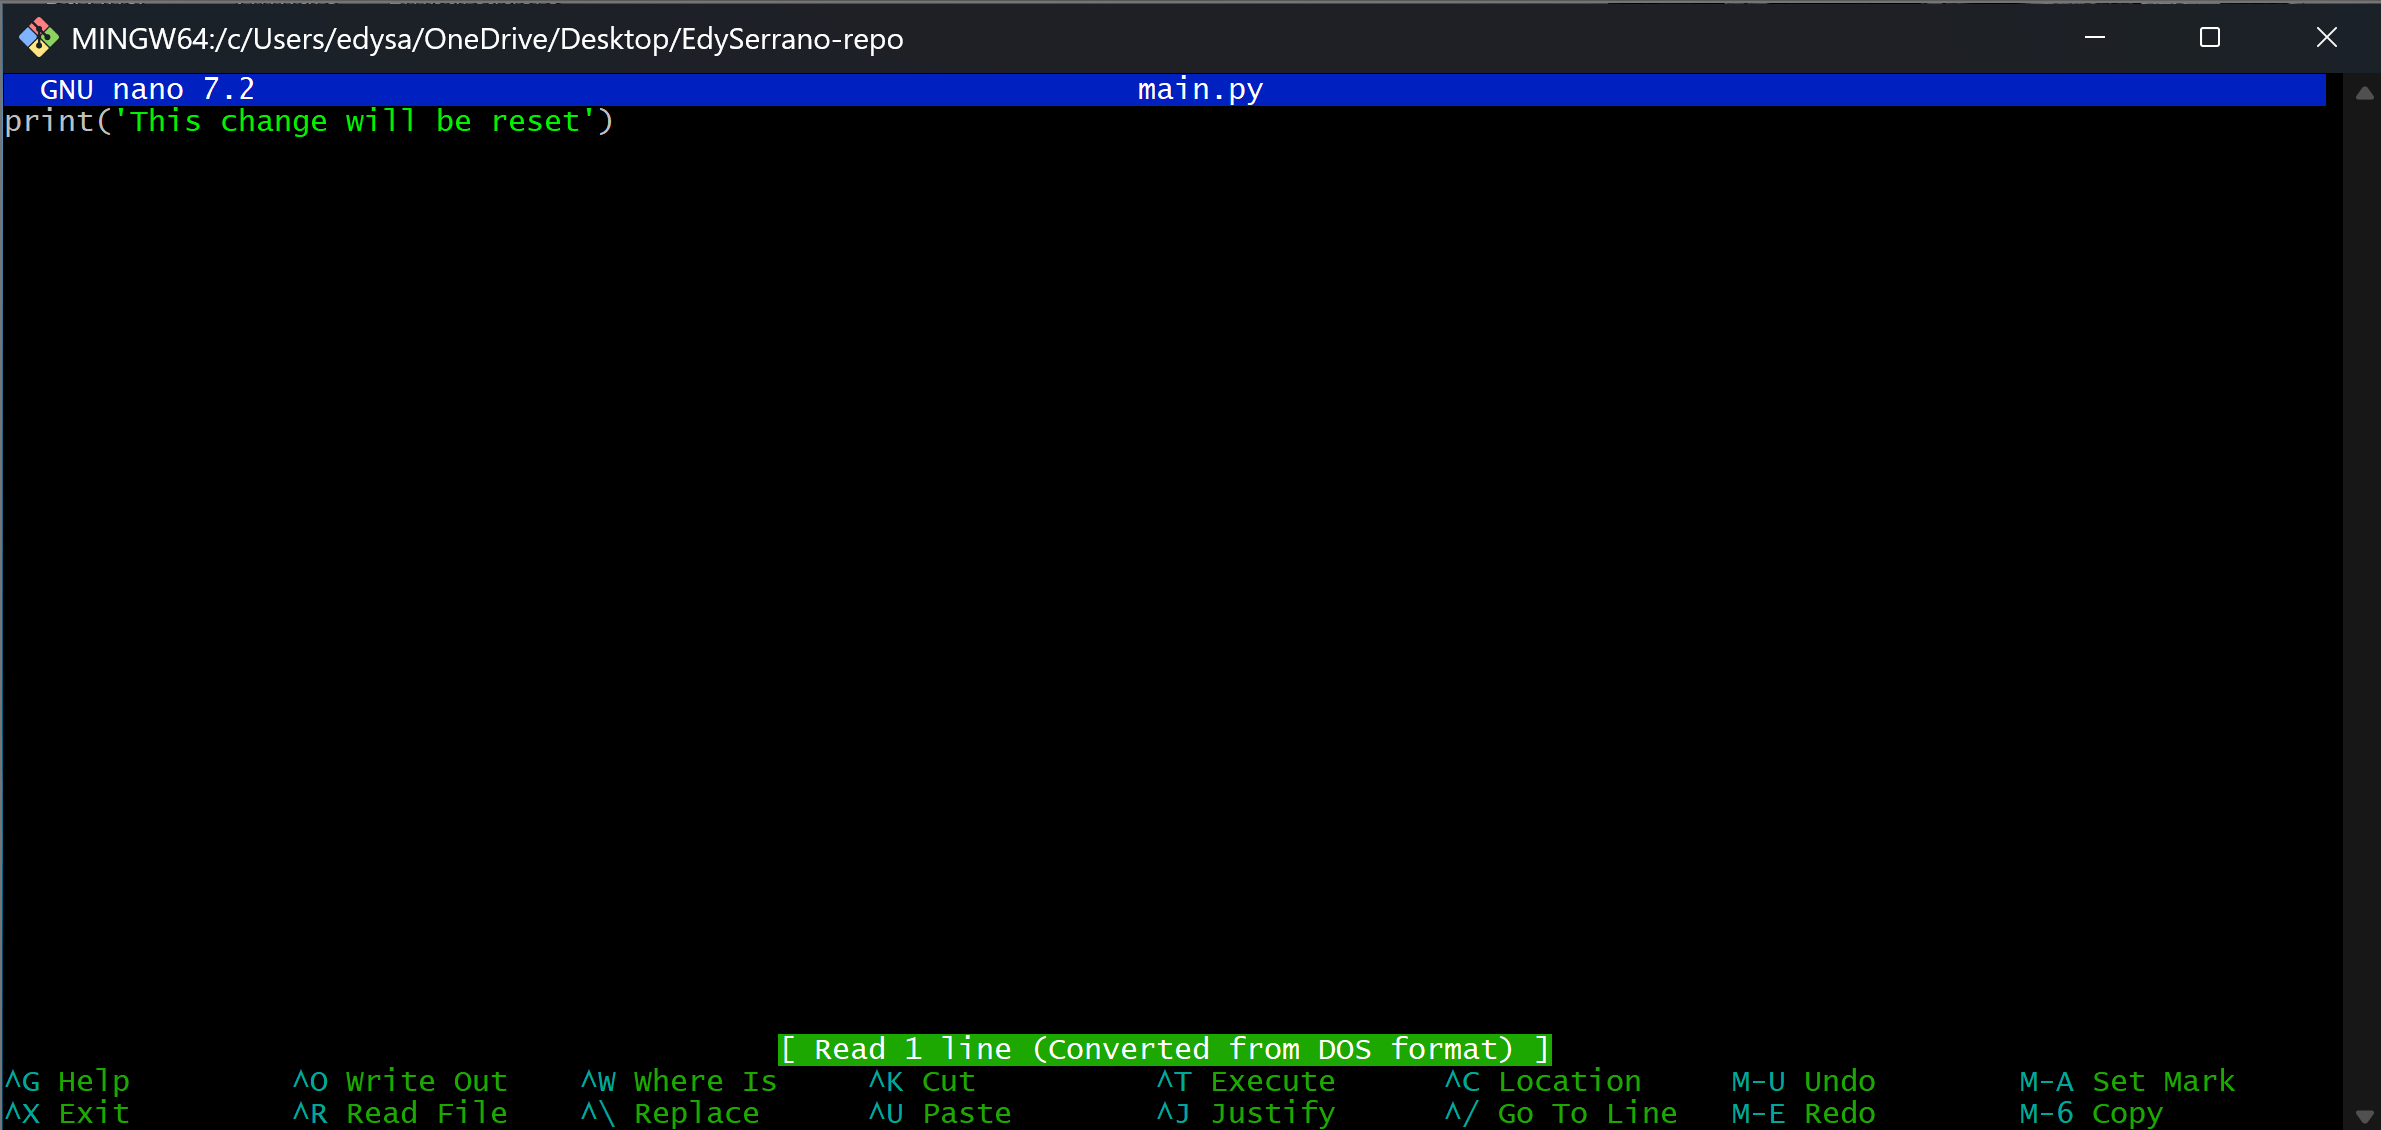 MINGW64:/c/Users/edysa/OneDrive/Desktop/EdySerrano-repo
GNU nano 7.2 main.py
print('This change will be reset')
[ Read 1 line (Converted from DOS format) ]
^G Help ^O Write Out ^W Where Is ^K Cut ^T Execute ^C Location M-U Undo M-A Set Mark
^X Exit ^R Read File ^\ Replace ^U Paste ^J Justify ^/ Go To Line M-E Redo M-6 Copy